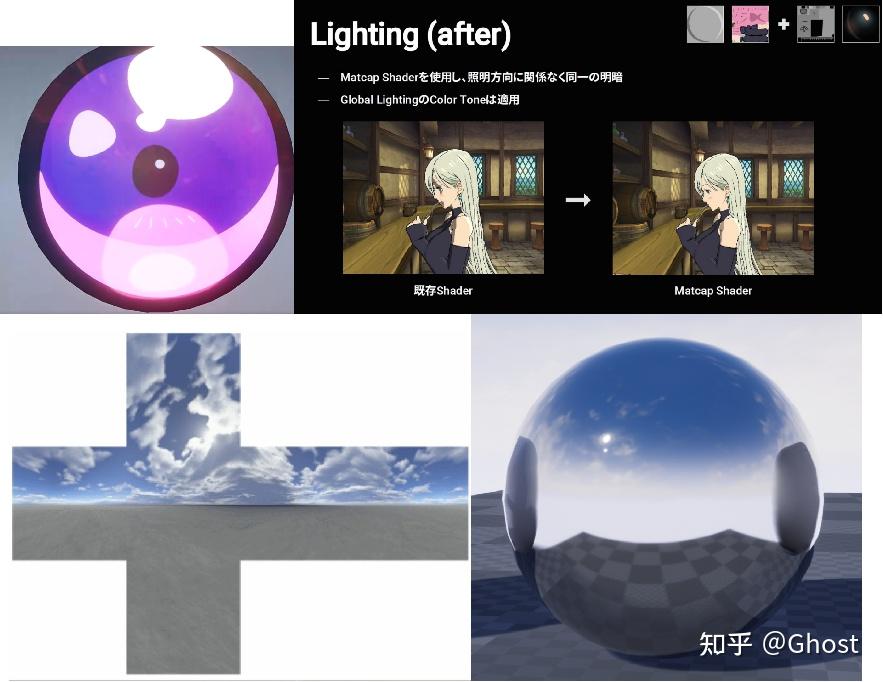 Lighting (after)
— Matcap Shaderを使用し、照明方向に関係なく同一の明暗
— Global LightingのColor Toneは適用
既存Shader
Matcap Shader
知乎 @Ghost